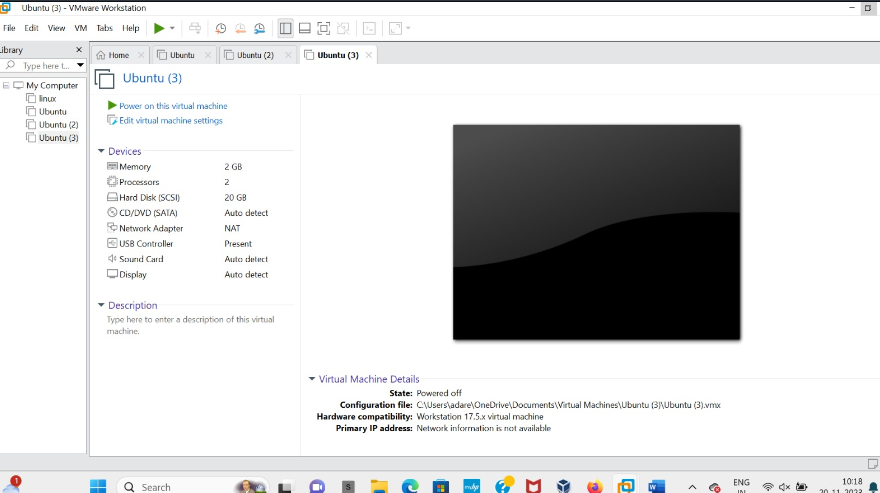 Ubuntu (3) - VMware Workstation
File Edit View VM Tabs Help
Library
Type here t...
My Computer
linux
Ubuntu
Ubuntu (2)
Ubuntu (3)
Home Ubuntu Ubuntu (2) Ubuntu (3)
Ubuntu (3)
Power on this virtual machine
Edit virtual machine settings
Devices
Memory 2 GB
Processors 2
Hard Disk (SCSI) 20 GB
CD/DVD (SATA) Auto detect
Network Adapter NAT
USB Controller Present
Sound Card Auto detect
Display Auto detect
Description
Type here to enter a description of this virtual
machine.
Virtual Machine Details
State: Powered off
Configuration file: C:\Users\adare\OneDrive\Documents\Virtual Machines\Ubuntu (3)\Ubuntu (3).vmx
Hardware compatibility: Workstation 17.5.x virtual machine
Primary IP address: Network information is not available
1
Search
S
W
ENG
IN
10:18
20-11-2023